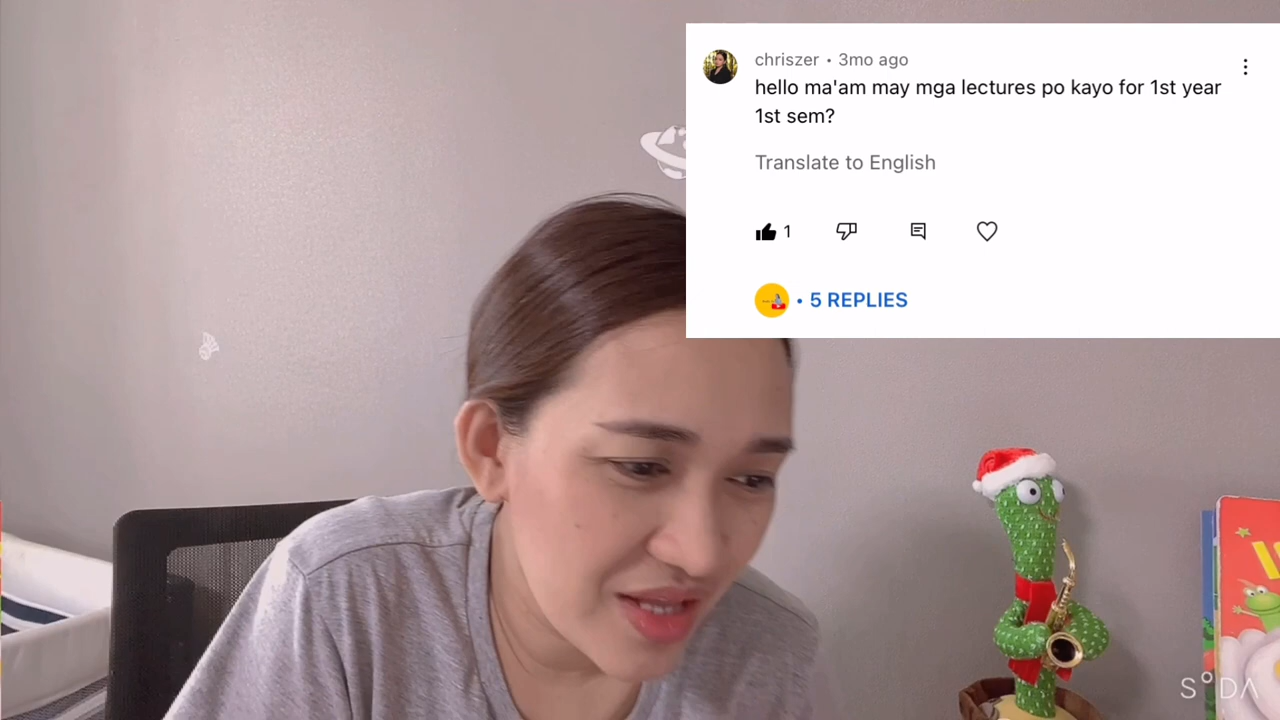 chriszer • 3mo ago
hello ma'am may mga lectures po kayo for 1st year
1st sem?
Translate to English
1
• 5 REPLIES
SODA